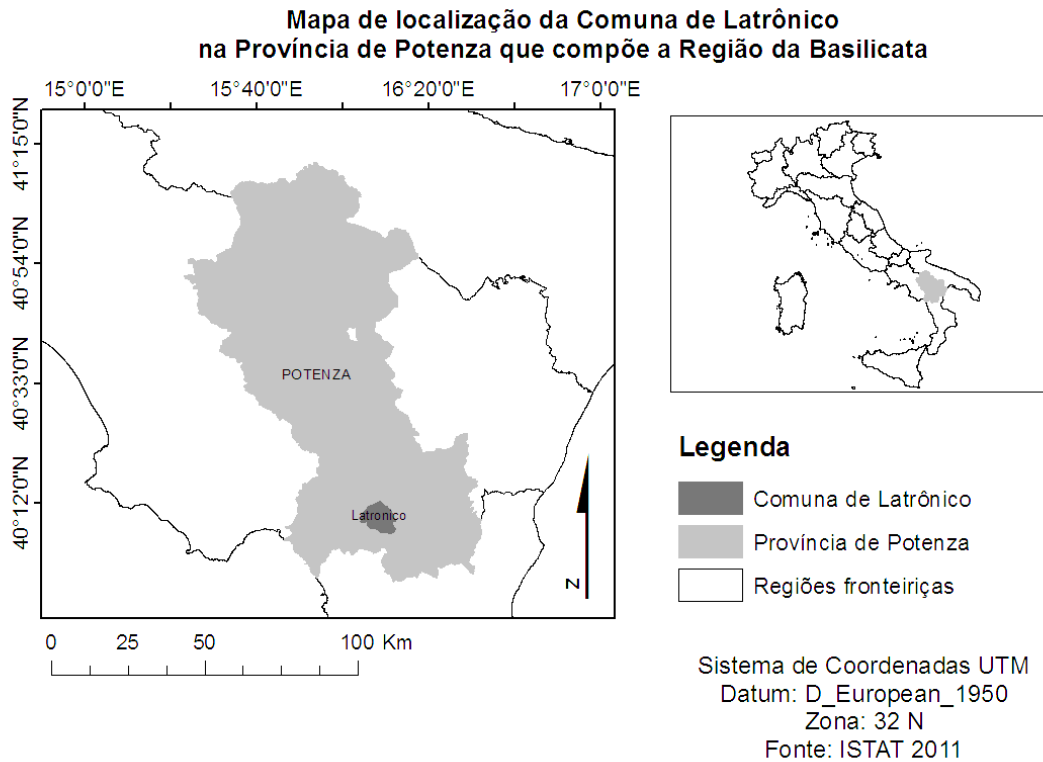 Mapa de localização da Comuna de Latrônico
na Província de Potenza que compõe a Região da Basilicata
15°0'0"E 15°40'0"E 16°20'0"E 17°0'0"E
41°15'0"N
40°54'0"N
40°33'0"N
40°12'0"N
POTENZA
Latronico
N
0 25 50 100 Km
Legenda
Comuna de Latrônico
Província de Potenza
Regiões fronteiriças
Sistema de Coordenadas UTM
Datum: D_European_1950
Zona: 32 N
Fonte: ISTAT 2011